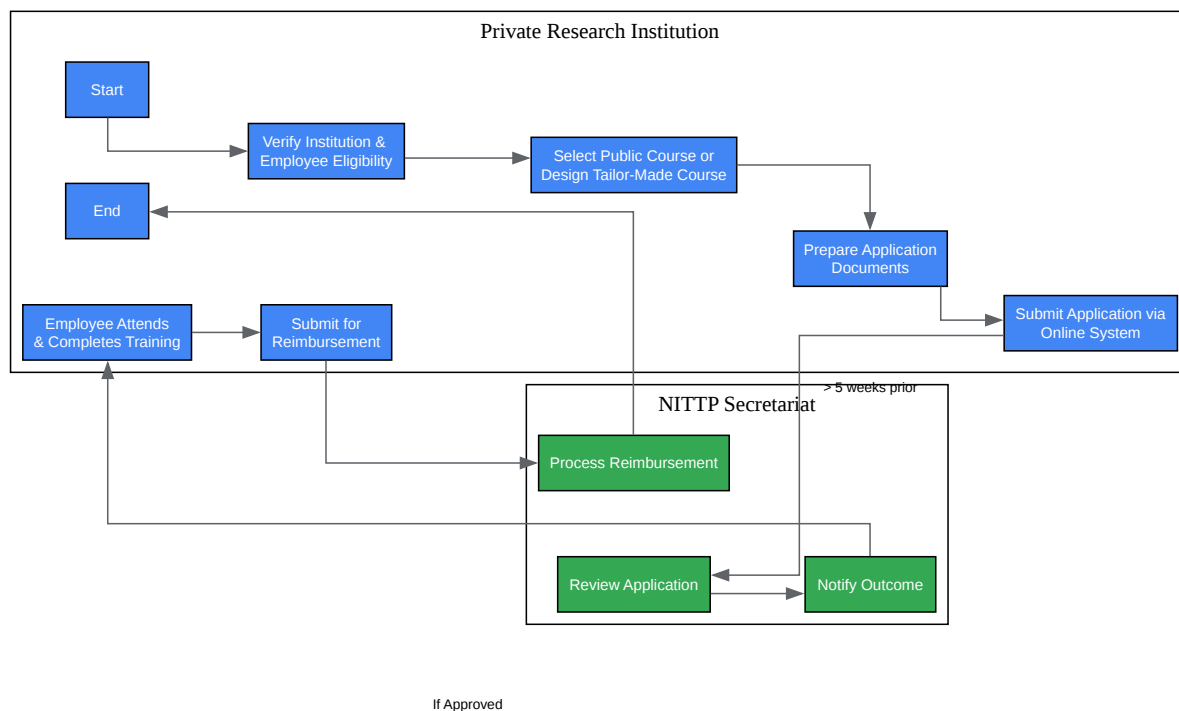 Private Research Institution
Start
Verify Institution &
Employee Eligibility
Select Public Course or
Design Tailor-Made Course
End
Prepare Application
Documents
Employee Attends
& Completes Training
Submit for
Reimbursement
Submit Application via
Online System
> 5 weeks prior
NITTP Secretariat
Process Reimbursement
Review Application
Notify Outcome
If Approved